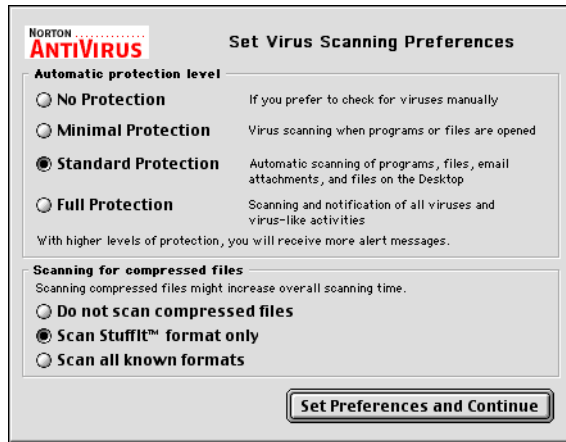 NORTON
ANTIVIRUS
Set Virus Scanning Preferences
Automatic protection level
No Protection
If you prefer to check for viruses manually
Minimal Protection
Virus scanning when programs or files are opened
Standard Protection
Automatic scanning of programs, files, email
attachments, and files on the Desktop
Full Protection
Scanning and notification of all viruses and
virus-like activities
With higher levels of protection, you will receive more alert messages.
Scanning for compressed files
Scanning compressed files might increase overall scanning time.
Do not scan compressed files
Scan StuffIt™ format only
Scan all known formats
Set Preferences and Continue